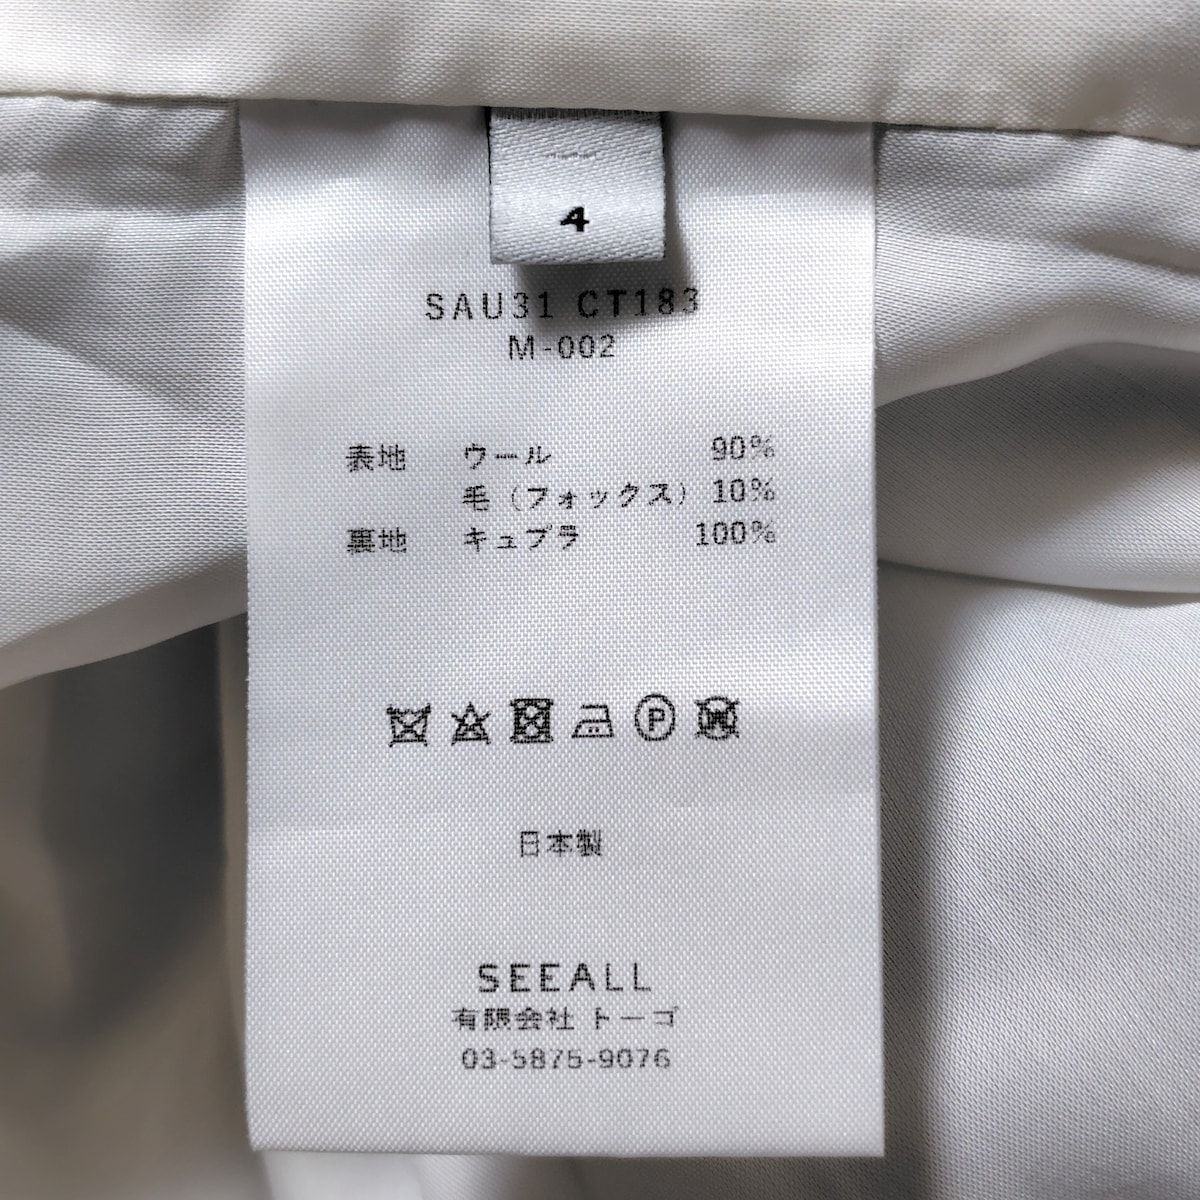 4
SAU31 CT183
M-002
表地 ウール 90%
毛（フォックス） 10%
裏地 キュプラ 100%
P
W
日本製
SEEALL
有限会社 トーゴ
03-5875-9076